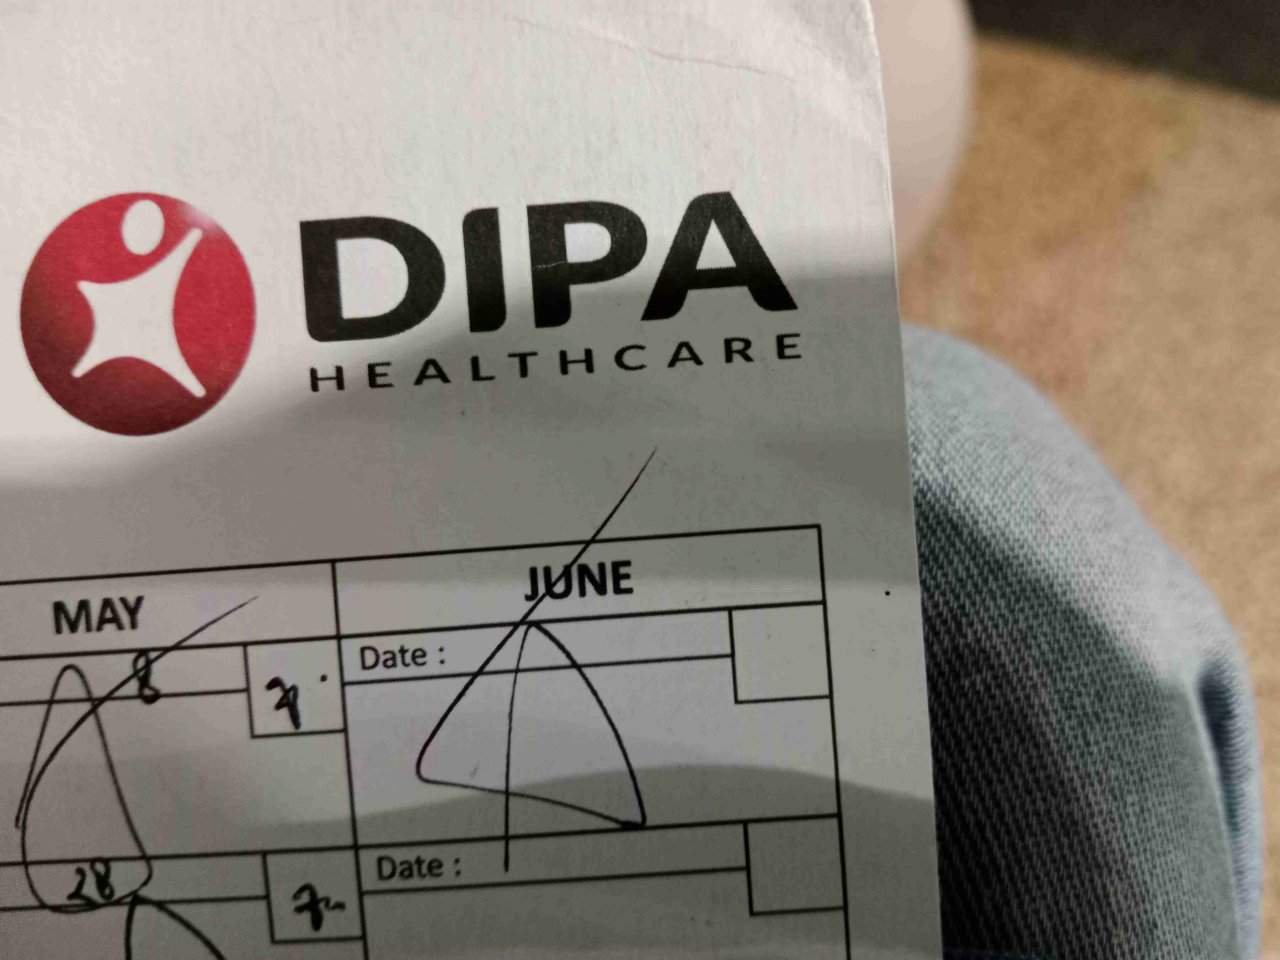 DIPA
HEALTHCARE
MAY
JUNE
8
Date :
28
Date :